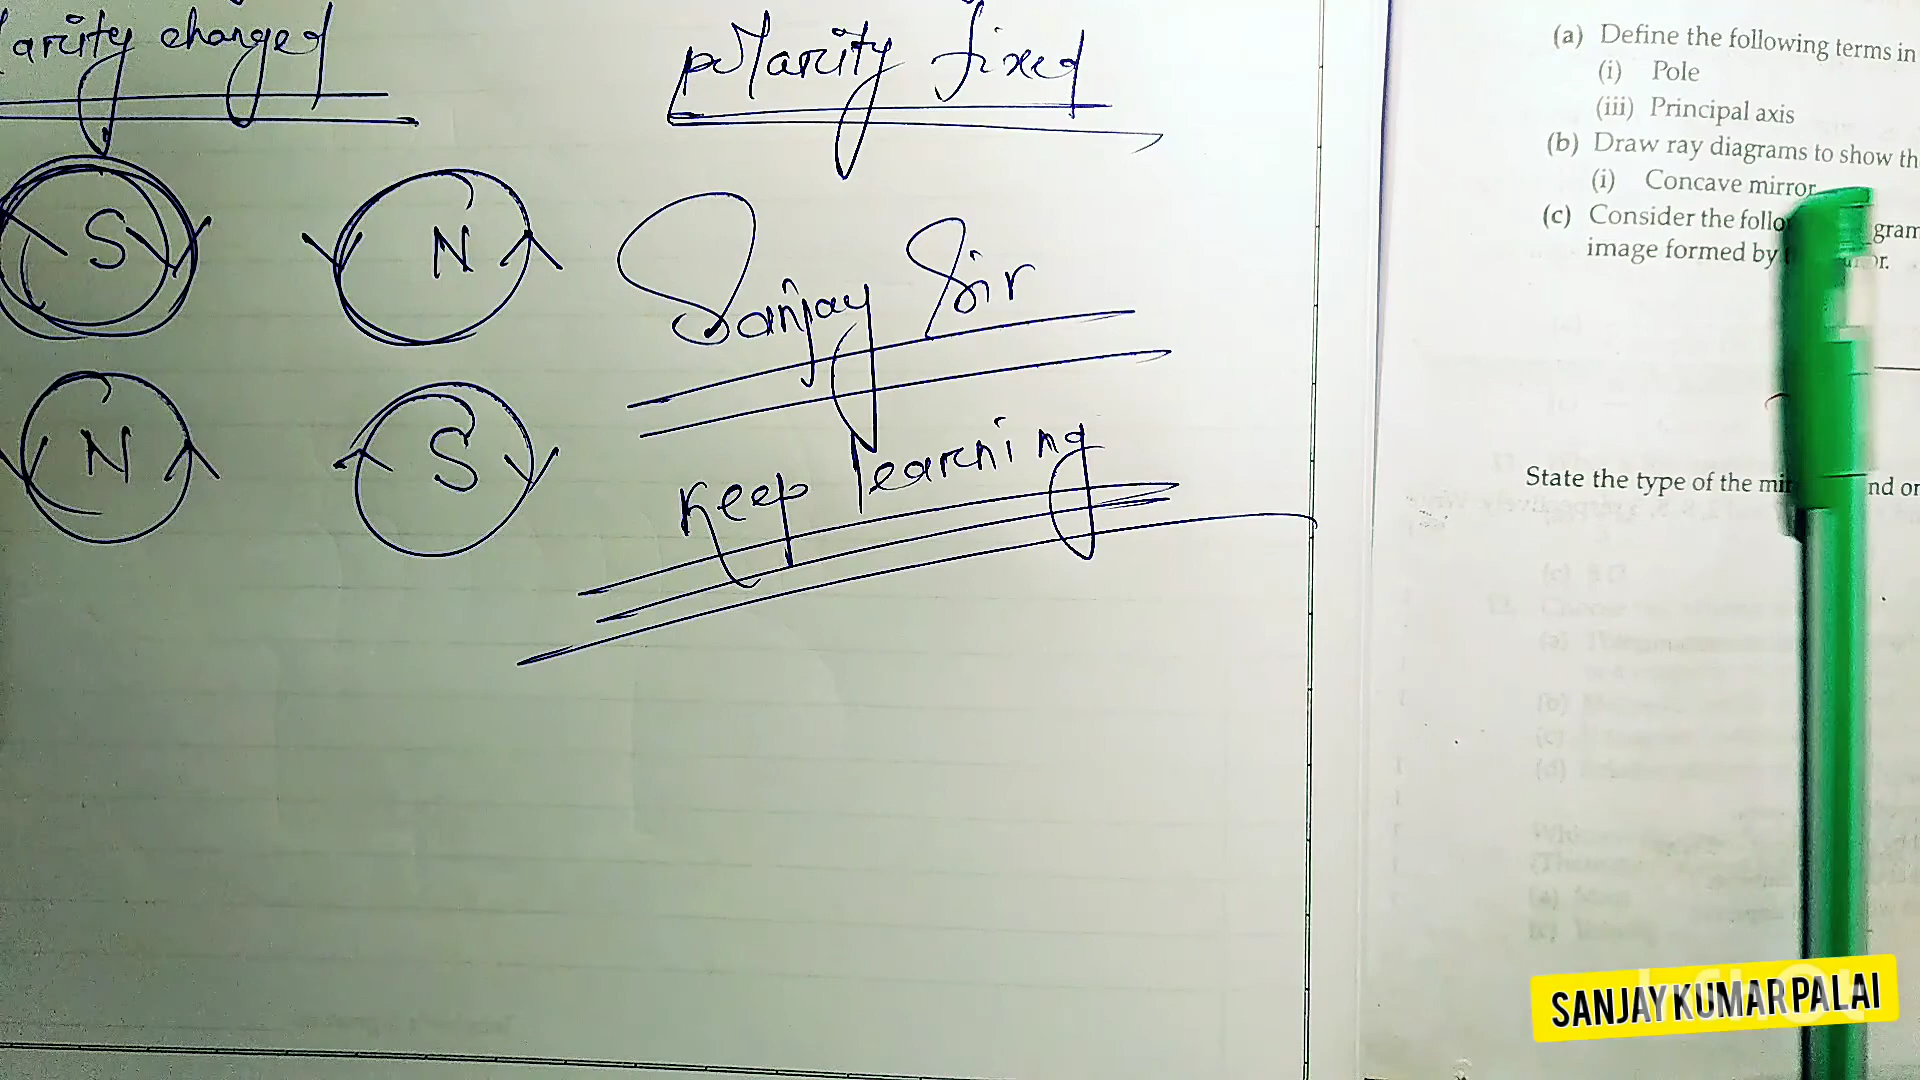 arity changed
polarity fixed
S N
N S
Sanjay Sir
Keep learning
(a) Define the following terms in
(i) Pole
(iii) Principal axis
(b) Draw ray diagrams to show th
(i) Concave mirror
(c) Consider the follo gram
image formed by
State the type of the mi nd or
SANJAY KUMAR PALAI